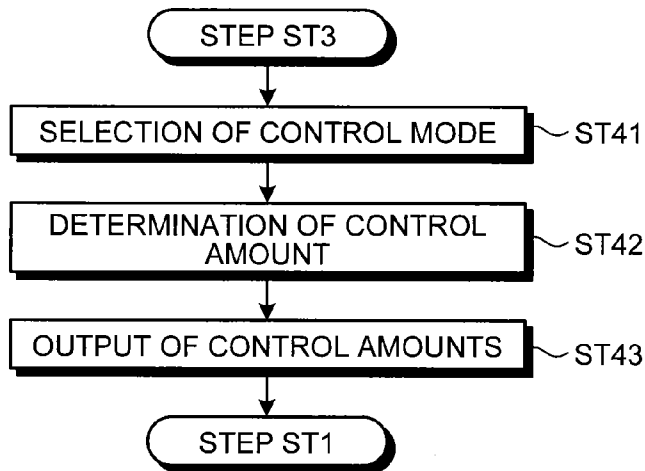 STEP ST3
SELECTION OF CONTROL MODE
ST41
DETERMINATION OF CONTROL
AMOUNT
ST42
OUTPUT OF CONTROL AMOUNTS
ST43
STEP ST1